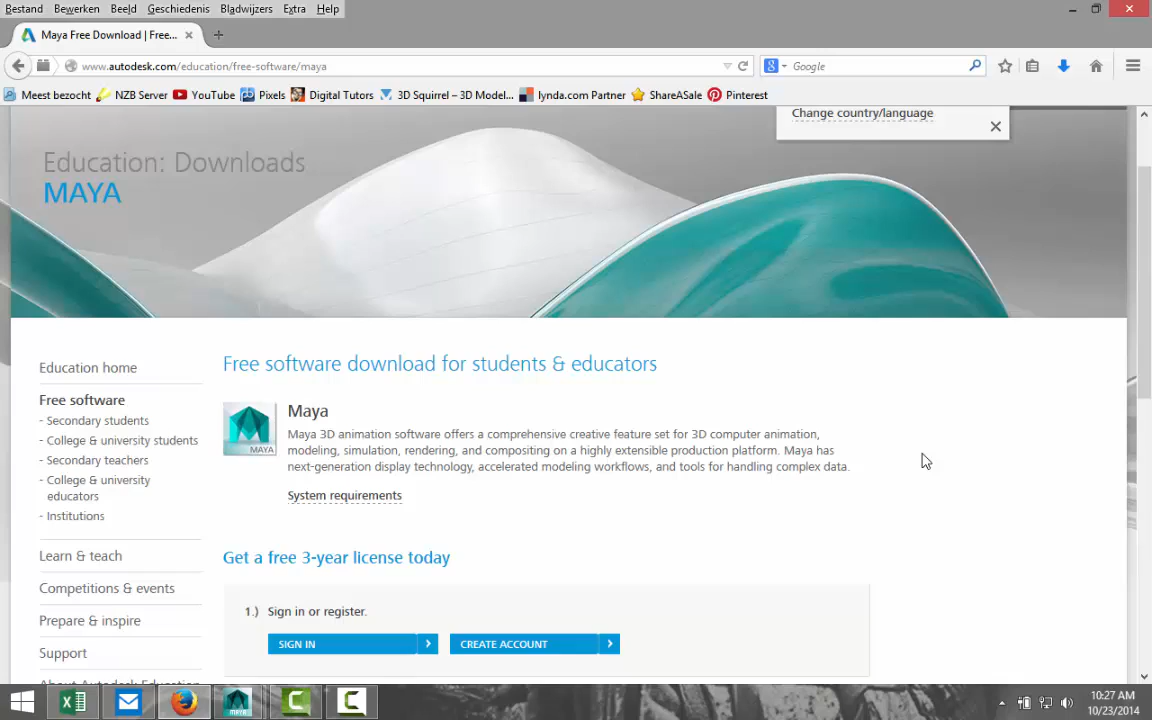 Bestand Bewerken Beeld Geschiedenis Bladwijzers Extra Help
Maya Free Download | Free...
www.autodesk.com/education/free-software/maya
Google
Meest bezocht NZB Server YouTube Pixels Digital Tutors 3D Squirrel – 3D Model... lynda.com Partner ShareASale Pinterest
Change country/language
Education: Downloads
MAYA
Education home
Free software
- Secondary students
- College & university students
- Secondary teachers
- College & university
educators
- Institutions
Learn & teach
Competitions & events
Prepare & inspire
Support
About Autodesk Education
Free software download for students & educators
MAYA
Maya
Maya 3D animation software offers a comprehensive creative feature set for 3D computer animation,
modeling, simulation, rendering, and compositing on a highly extensible production platform. Maya has
next-generation display technology, accelerated modeling workflows, and tools for handling complex data.
System requirements
Get a free 3-year license today
1.) Sign in or register.
SIGN IN
CREATE ACCOUNT
MAYA
10:27 AM
10/23/2014